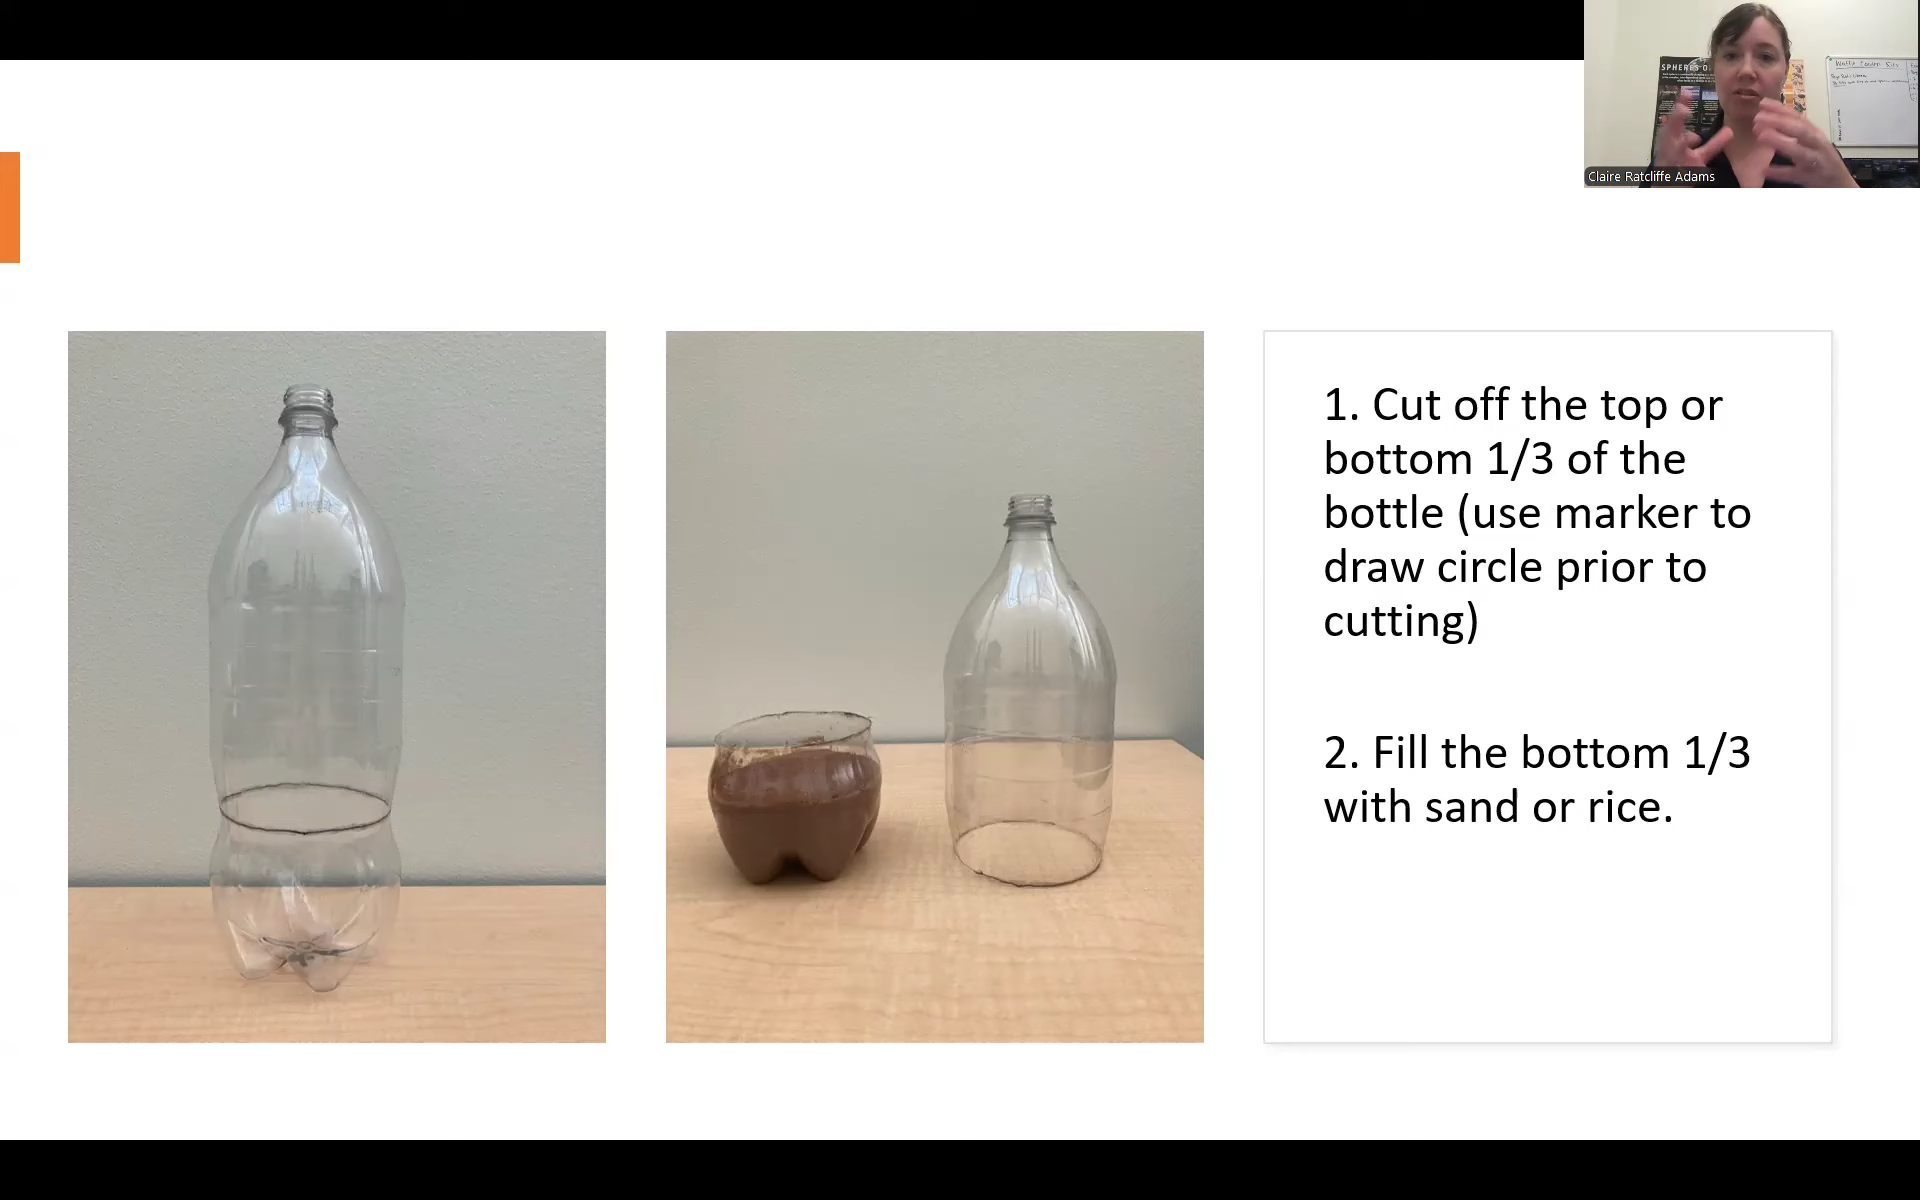 SPHERES O
Claire Ratcliffe Adams
1. Cut off the top or
bottom 1/3 of the
bottle (use marker to
draw circle prior to
cutting)
2. Fill the bottom 1/3
with sand or rice.